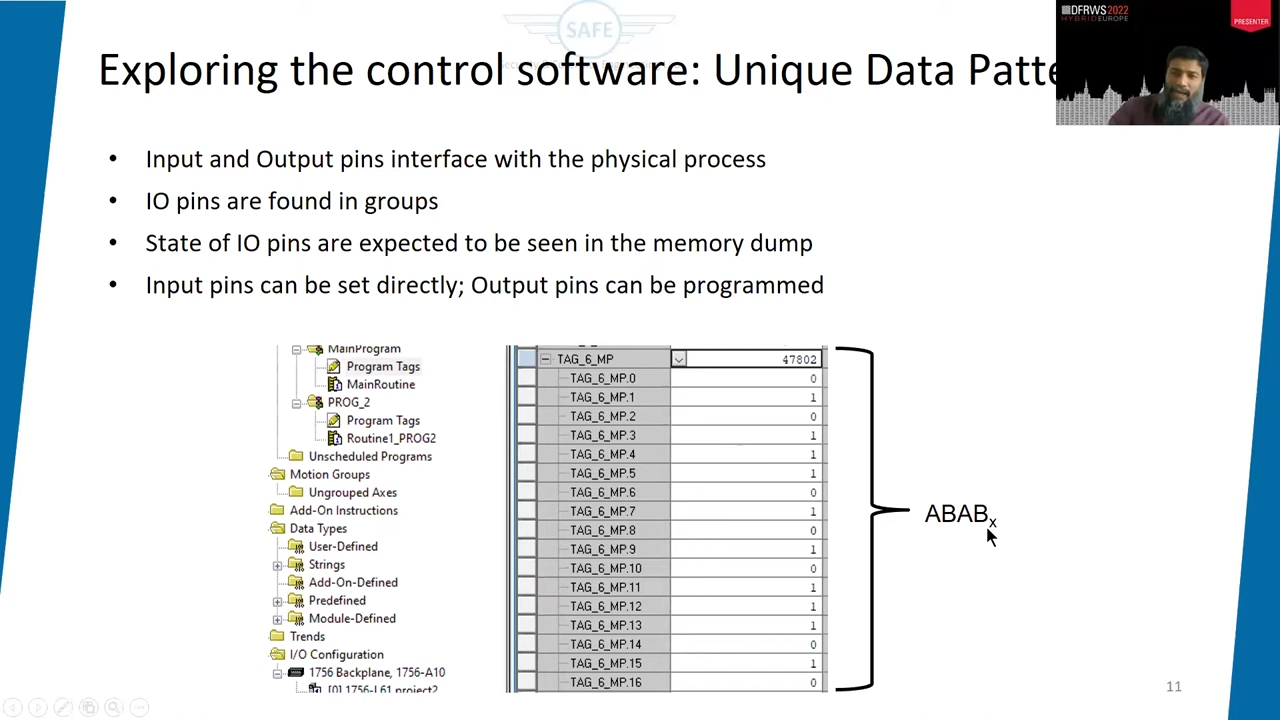 DFRWS2022
HYBRID EUROPE
PRESENTER
SAFE
Exploring the control software: Unique Data Patte
• Input and Output pins interface with the physical process
• IO pins are found in groups
• State of IO pins are expected to be seen in the memory dump
• Input pins can be set directly; Output pins can be programmed
MainProgram
Program Tags
MainRoutine
PROG_2
Program Tags
Routine1_PROG2
Unscheduled Programs
Motion Groups
Ungrouped Axes
Add-On Instructions
Data Types
User-Defined
Strings
Add-On-Defined
Predefined
Module-Defined
Trends
I/O Configuration
1756 Backplane, 1756-A10
[0] 1756-L61 project2
TAG_6_MP 47802
TAG_6_MP.0 0
TAG_6_MP.1 1
TAG_6_MP.2 0
TAG_6_MP.3 1
TAG_6_MP.4 1
TAG_6_MP.5 1
TAG_6_MP.6 0
TAG_6_MP.7 1
TAG_6_MP.8 0
TAG_6_MP.9 1
TAG_6_MP.10 0
TAG_6_MP.11 1
TAG_6_MP.12 1
TAG_6_MP.13 1
TAG_6_MP.14 0
TAG_6_MP.15 1
TAG_6_MP.16 0
ABABx
11